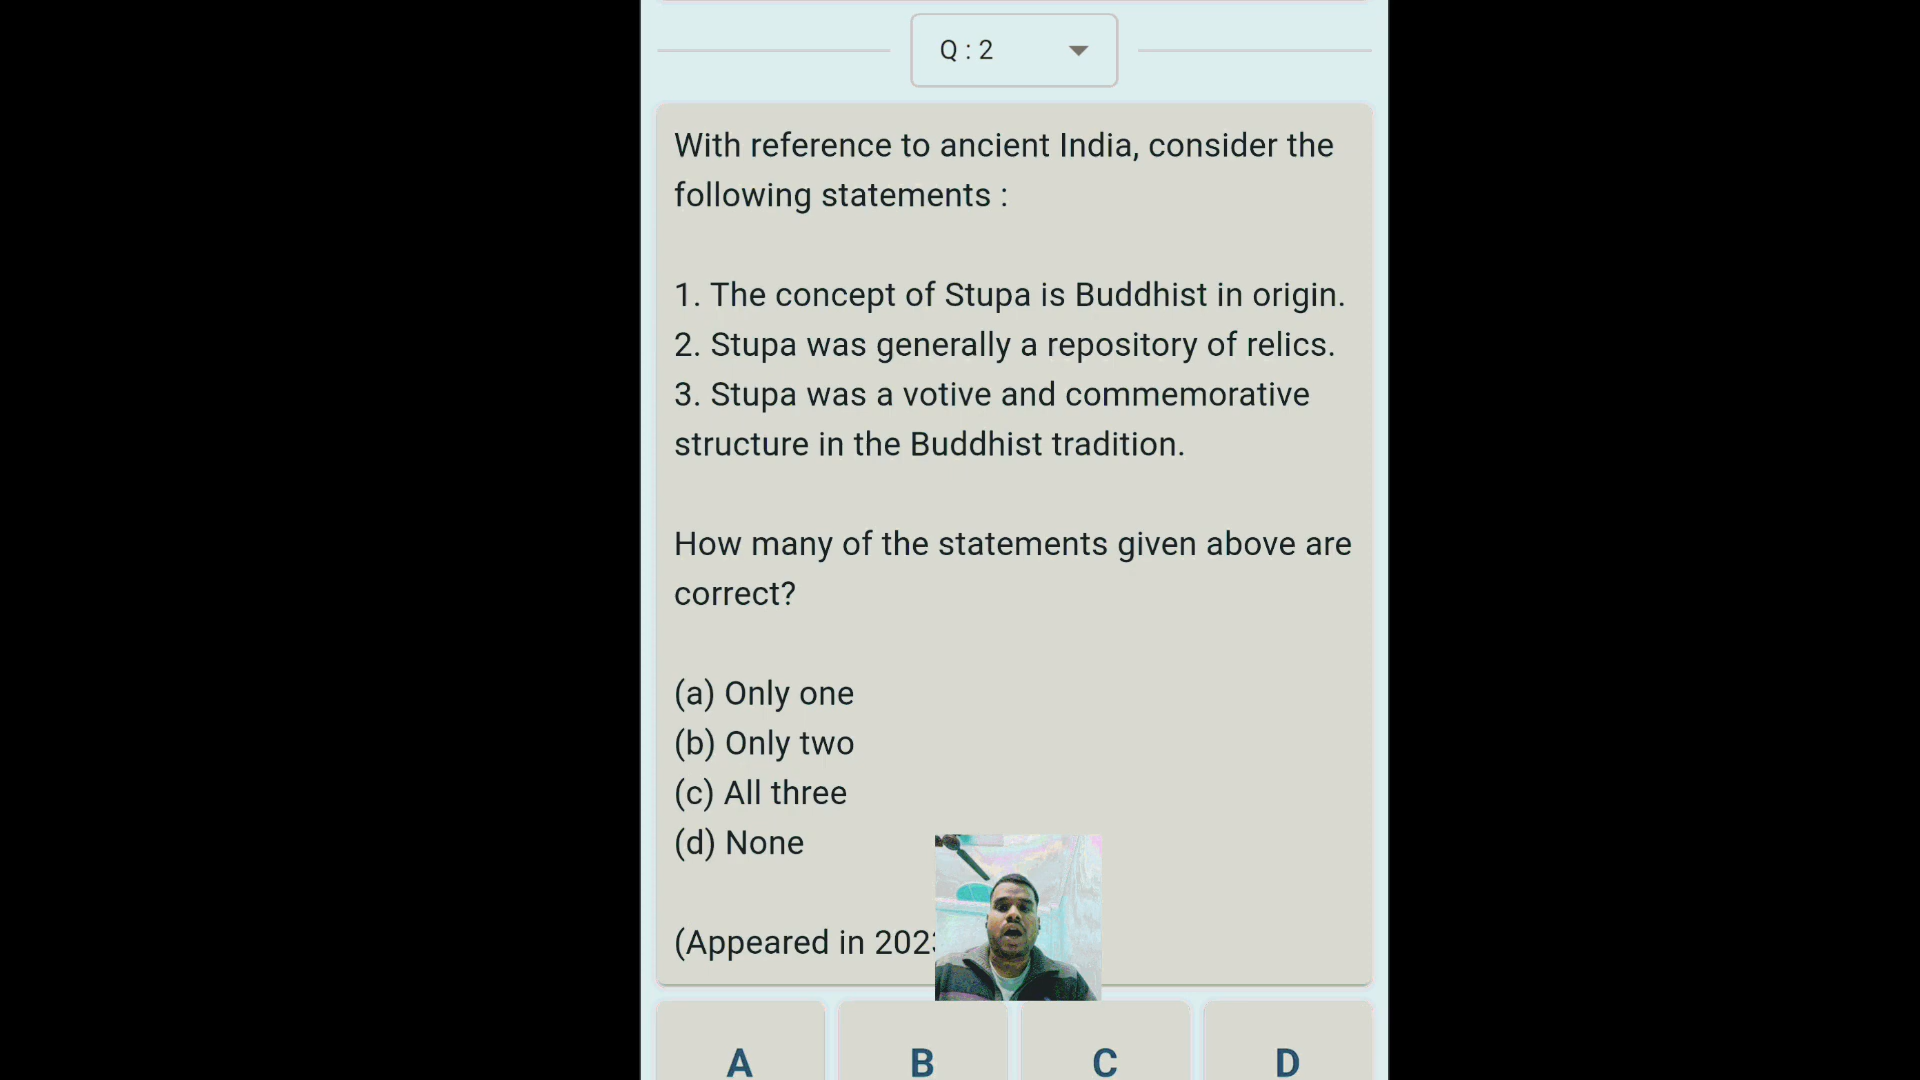 Q : 2
With reference to ancient India, consider the
following statements :
1. The concept of Stupa is Buddhist in origin.
2. Stupa was generally a repository of relics.
3. Stupa was a votive and commemorative
structure in the Buddhist tradition.
How many of the statements given above are
correct?
(a) Only one
(b) Only two
(c) All three
(d) None
(Appeared in
A B C D